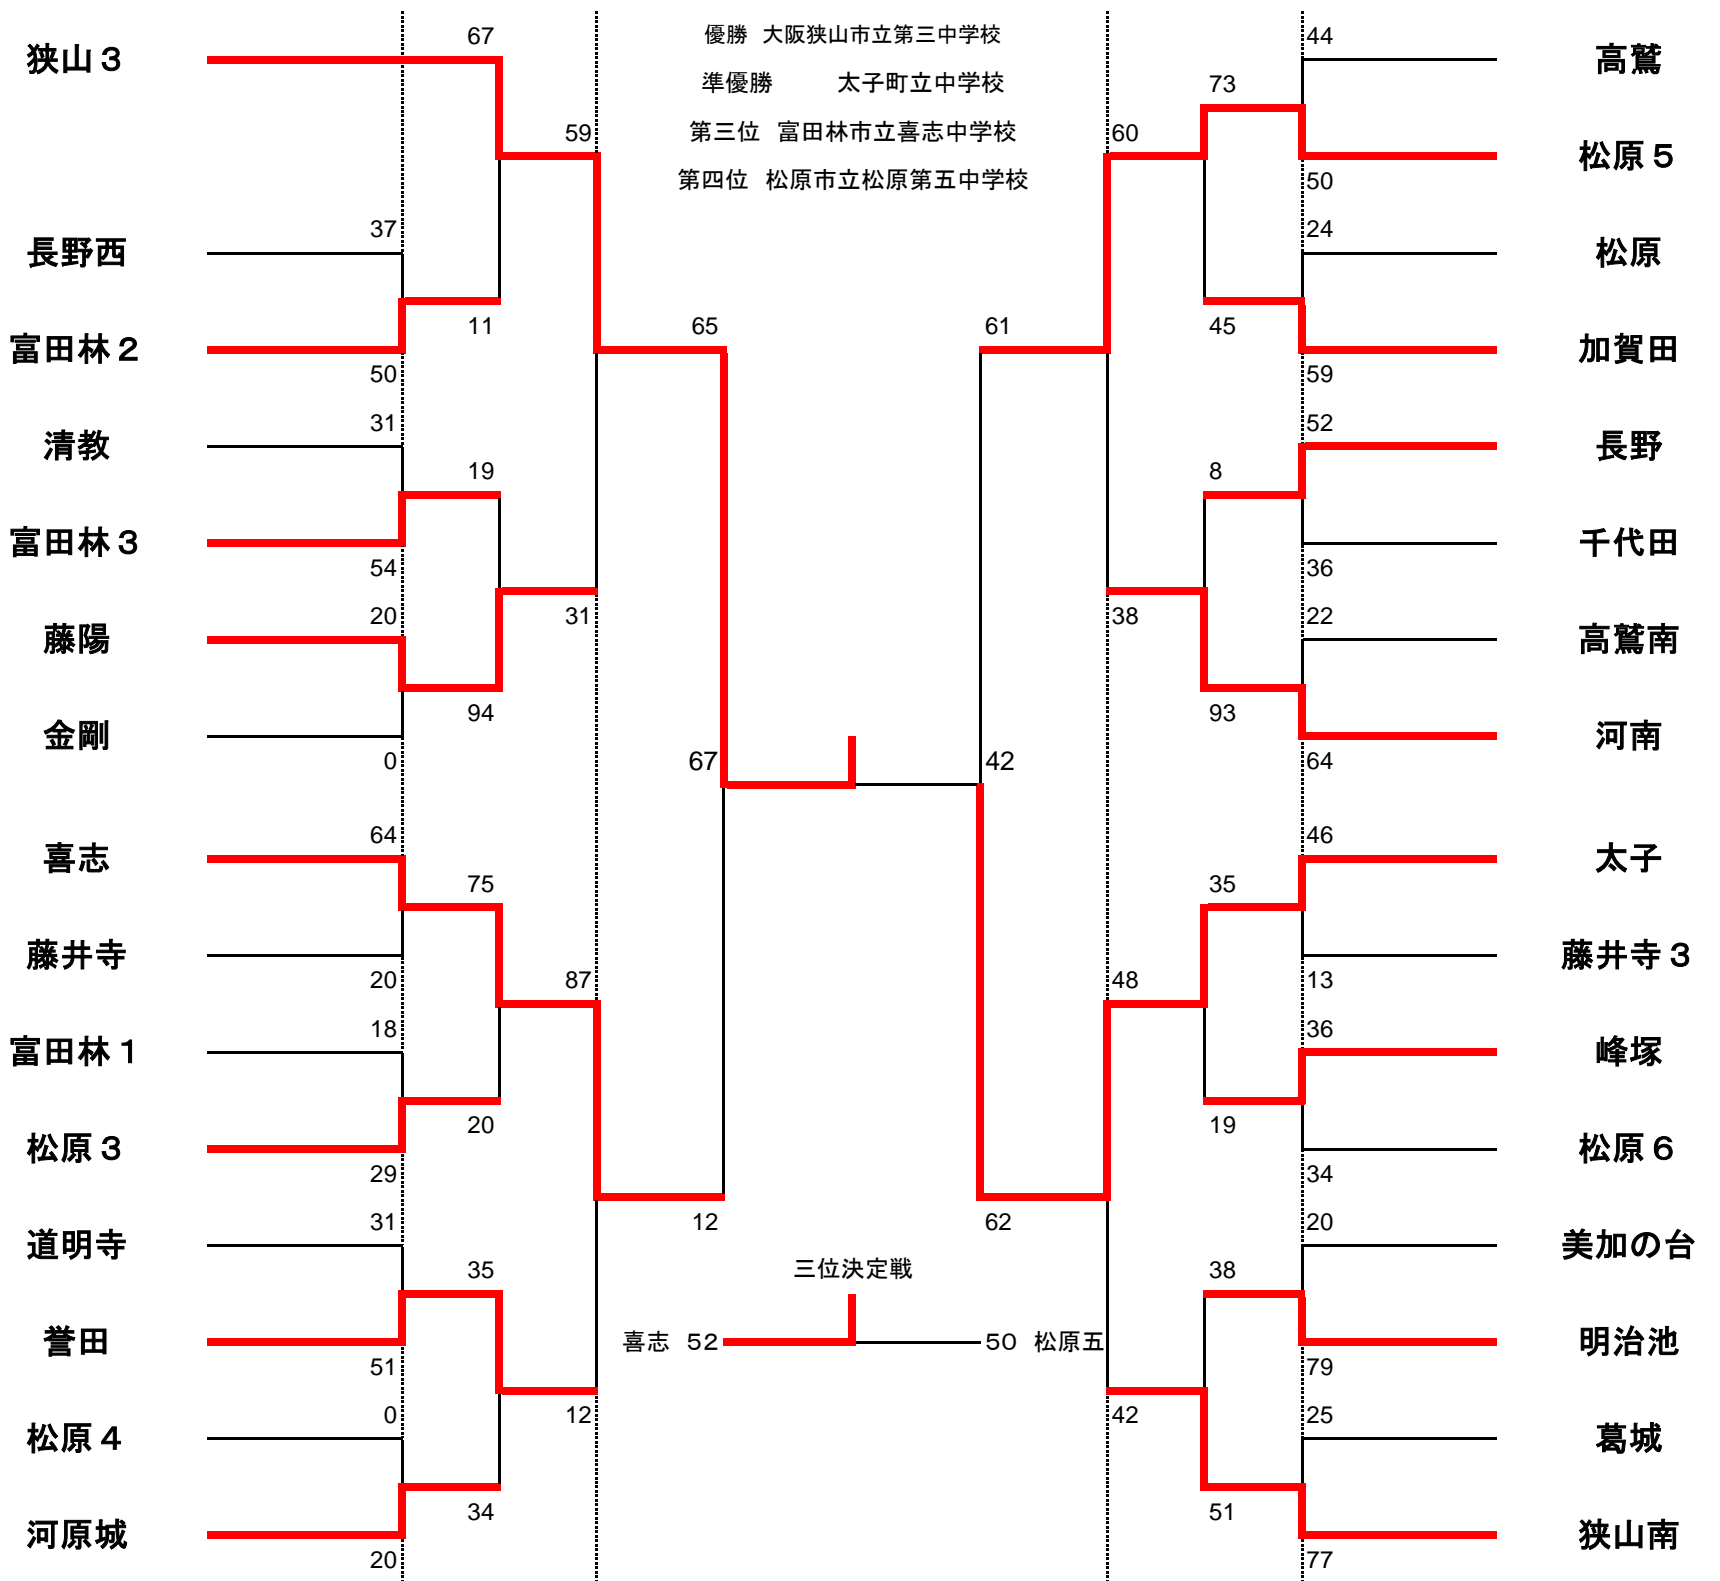 優勝 大阪狭山市立第三中学校
準優勝 太子町立中学校
第三位 富田林市立喜志中学校
第四位 松原市立松原第五中学校
狭山３
67
59
長野西
37
11
富田林２
50
65
清教
31
19
富田林３
54
藤陽
20
31
94
金剛
0
67
喜志
64
75
藤井寺
20
87
富田林１
18
20
松原３
29
12
道明寺
31
35
誉田
51
松原４
0
12
河原城
34
20
44
高鷲
73
60
松原５
50
24
松原
61
45
加賀田
59
52
長野
8
千代田
36
38
22
高鷲南
93
河南
64
42
46
太子
35
藤井寺３
48
13
36
峰塚
19
松原６
34
62
20
美加の台
38
明治池
79
42
25
葛城
51
狭山南
77
三位決定戦
喜志 52 50 松原五